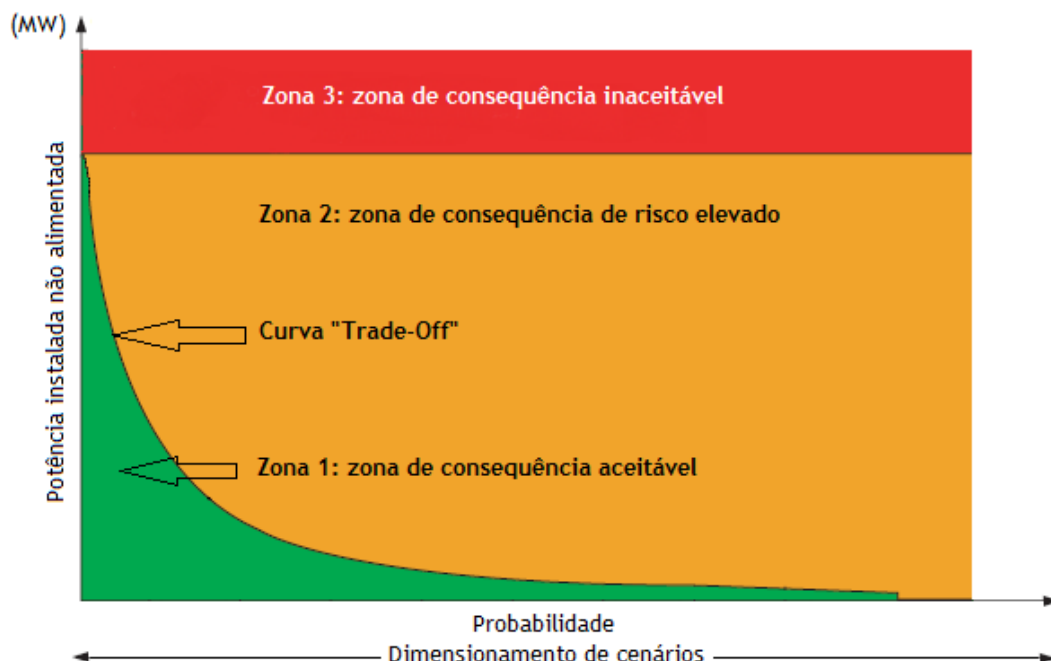 (MW)
Potência instalada não alimentada
Zona 3: zona de consequência inaceitável
Zona 2: zona de consequência de risco elevado
Curva "Trade-Off"
Zona 1: zona de consequência aceitável
Probabilidade
Dimensionamento de cenários